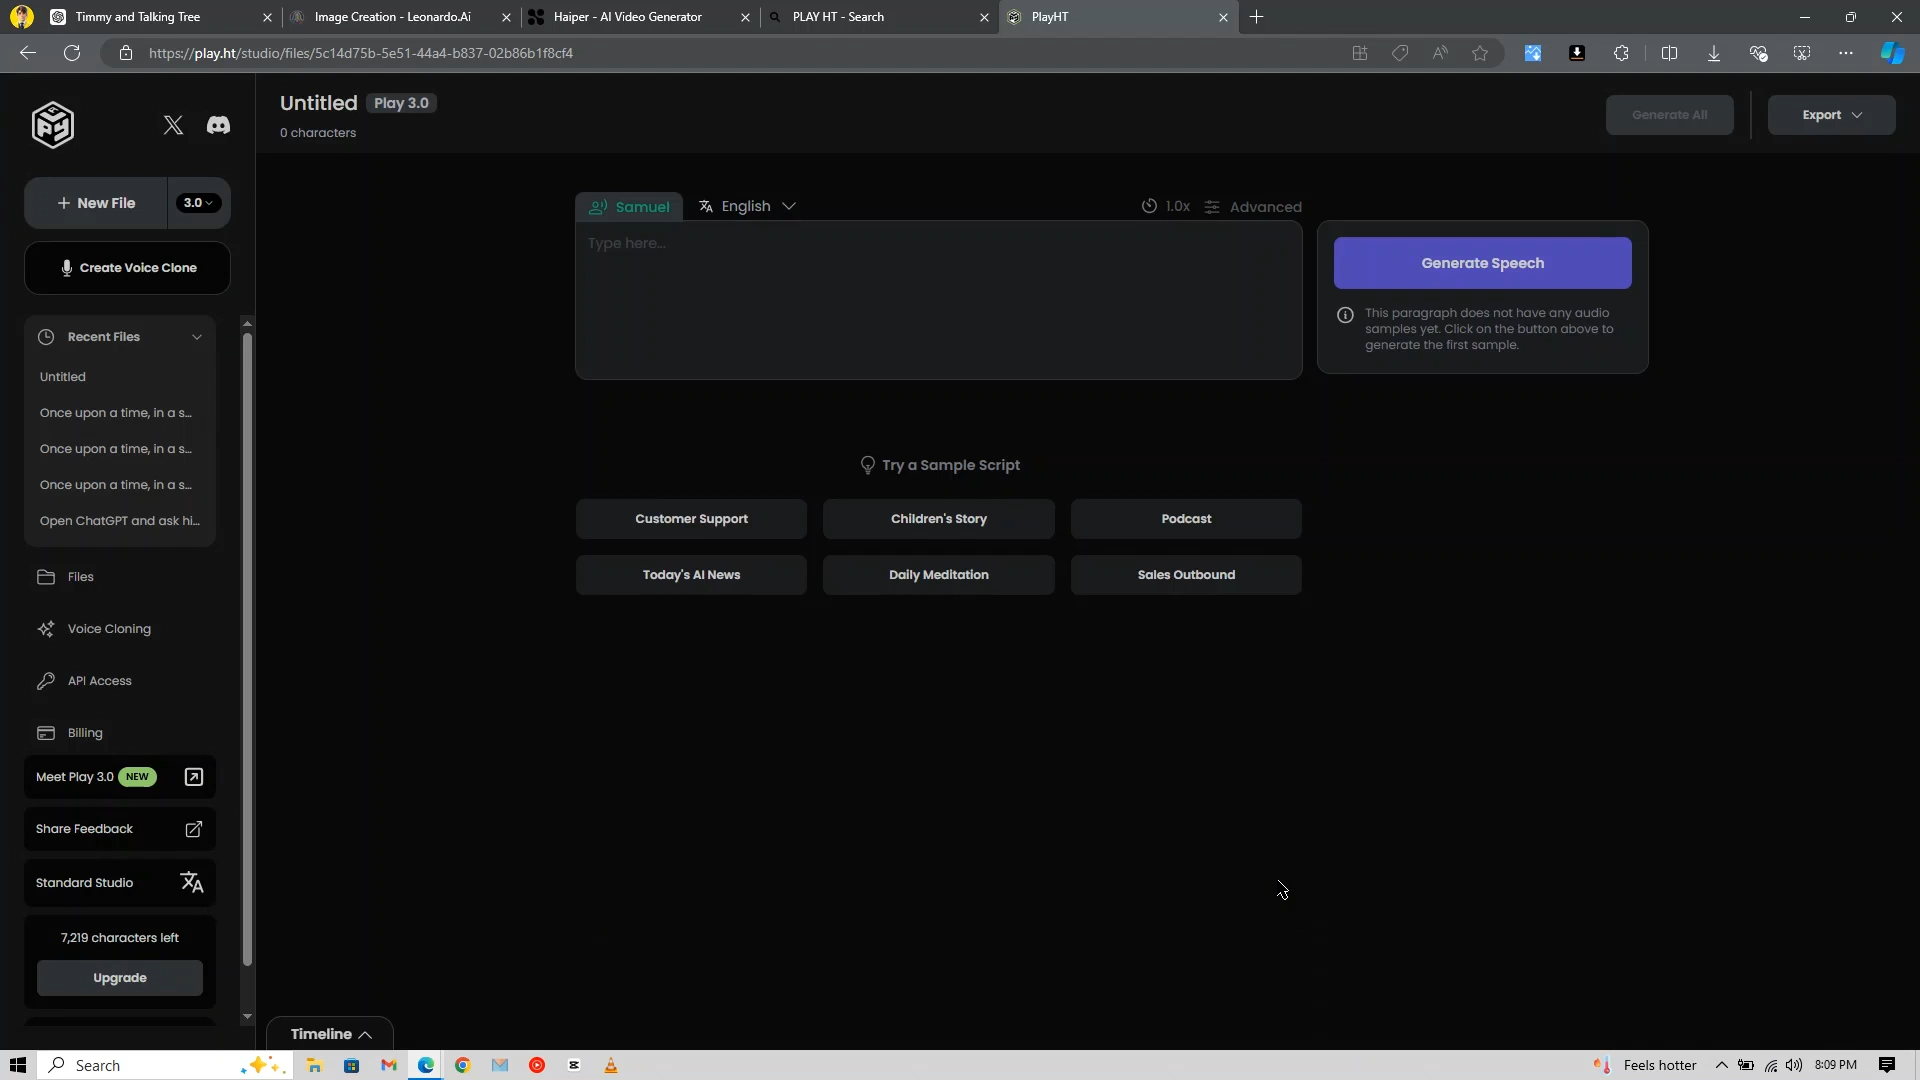 Timmy and Talking Tree
Image Creation - Leonardo.Ai
Haiper - AI Video Generator
PLAY HT - Search
PlayHT
https://play.ht/studio/files/5c14d75b-5e51-44a4-b837-02b86b1f8cf4
Untitled Play 3.0
0 characters
Generate All
Export
+ New File 3.0
Create Voice Clone
Recent Files
Untitled
Once upon a time, in a s...
Once upon a time, in a s...
Once upon a time, in a s...
Open ChatGPT and ask hi...
Files
Voice Cloning
API Access
Billing
Meet Play 3.0 NEW
Share Feedback
Standard Studio
7,219 characters left
Upgrade
Samuel
English
1.0x
Advanced
Type here...
Generate Speech
This paragraph does not have any audio
samples yet. Click on the button above to
generate the first sample.
Try a Sample Script
Customer Support
Children's Story
Podcast
Today's AI News
Daily Meditation
Sales Outbound
Timeline
Search
Feels hotter
8:09 PM